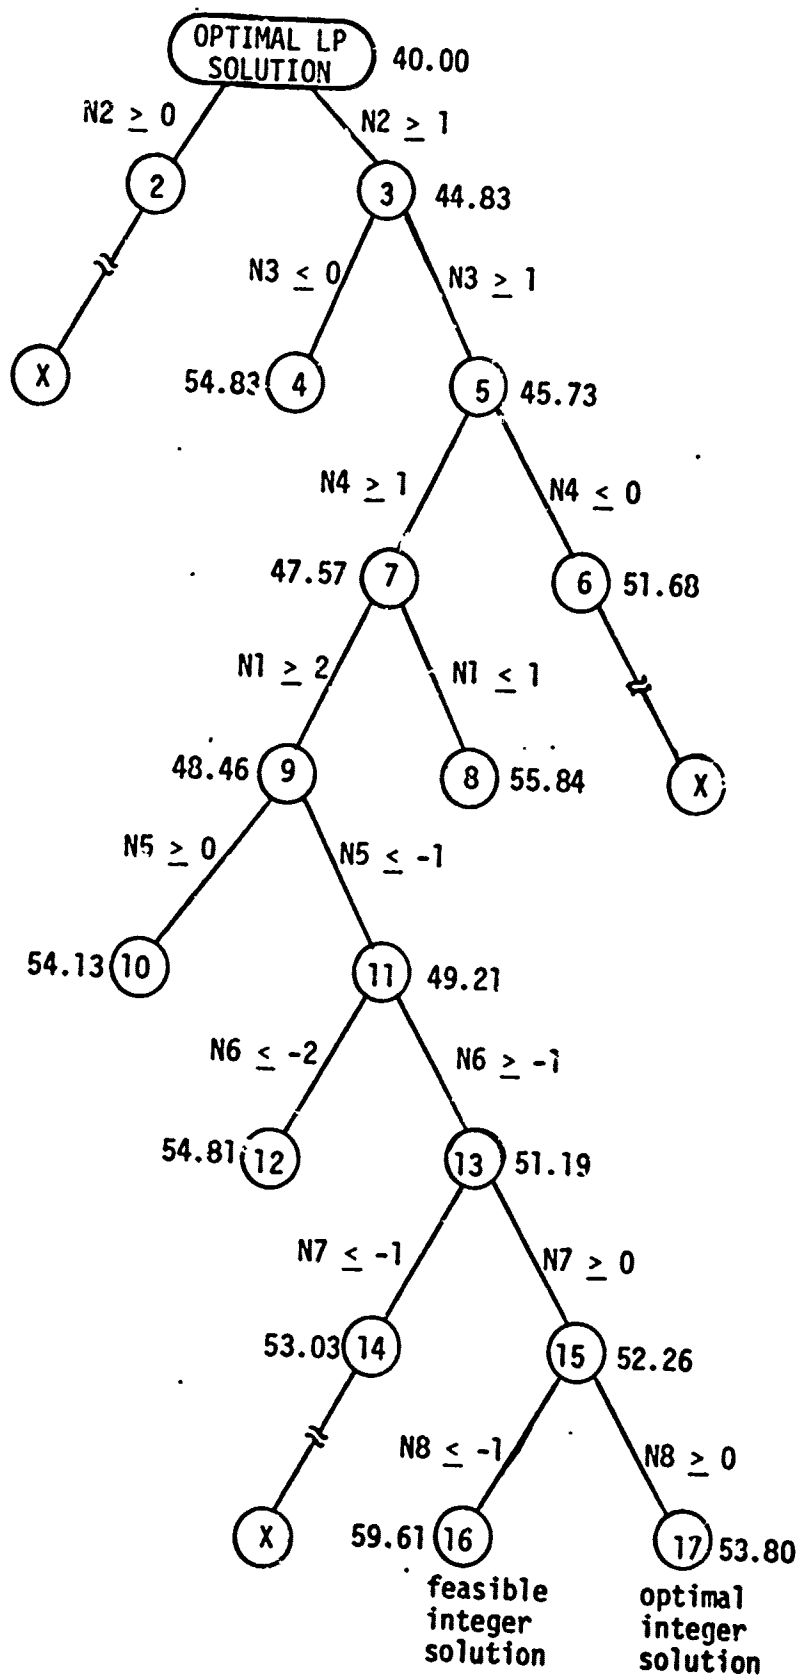 OPTIMAL LP
SOLUTION
40.00
N2 ≥ 0
N2 ≥ 1
2
3
44.83
N3 ≤ 0
N3 ≥ 1
X
54.83
4
5
45.73
N4 ≥ 1
N4 ≤ 0
47.57
7
6
51.68
N1 ≥ 2
N1 ≤ 1
48.46
9
8
55.84
X
N5 ≥ 0
N5 ≤ -1
54.13
10
11
49.21
N6 ≤ -2
N6 ≥ -1
54.81
12
13
51.19
N7 ≤ -1
N7 ≥ 0
53.03
14
15
52.26
N8 ≤ -1
N8 ≥ 0
X
59.61
16
17
53.80
feasible
integer
solution
optimal
integer
solution